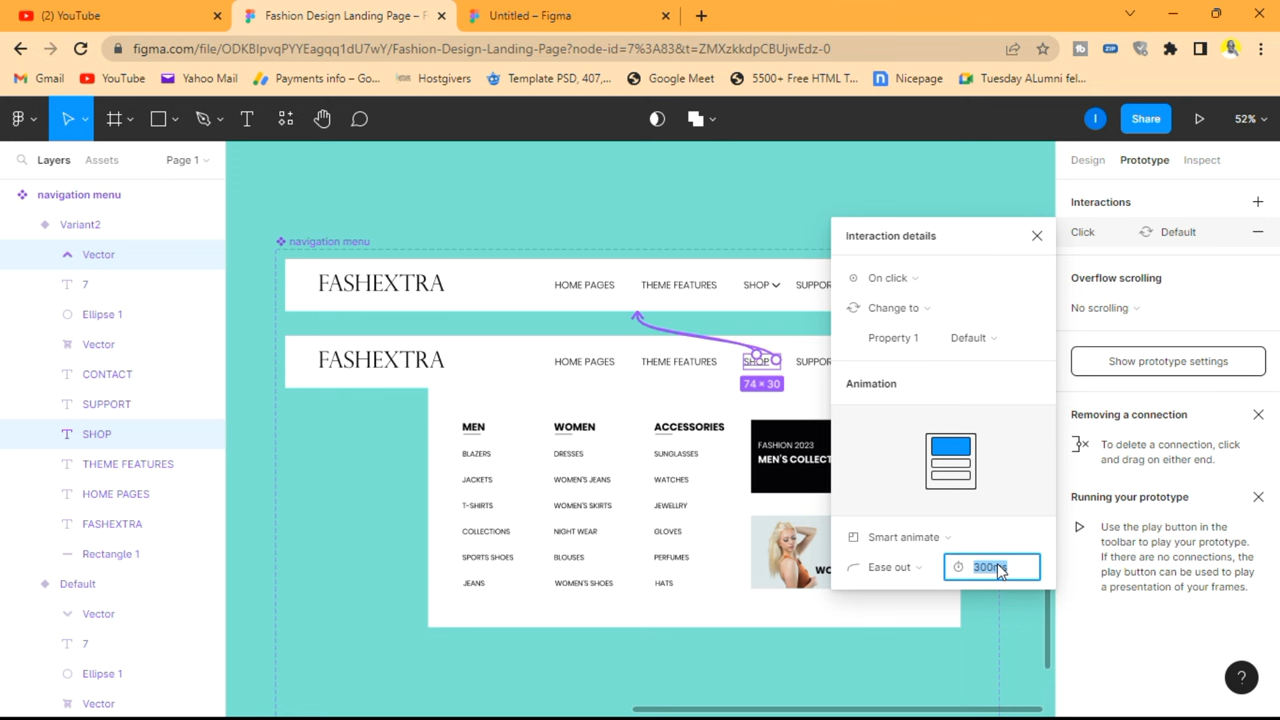 (2) YouTube
Fashion Design Landing Page – F
Untitled – Figma
figma.com/file/ODKBlpvqPYYEagqq1dU7wY/Fashion-Design-Landing-Page?node-id=7%3A83&t=ZMXzkkdpCBUjwEdz-0
Gmail YouTube Yahoo Mail Payments info – Go... Hostgivers Template PSD, 407,... Google Meet 5500+ Free HTML T... Nicepage Tuesday ALumni fel...
I Share 52%
Layers Assets Page 1
Design Prototype Inspect
navigation menu
Variant2
Vector
7
Ellipse 1
Vector
CONTACT
SUPPORT
SHOP
THEME FEATURES
HOME PAGES
FASHEXTRA
Rectangle 1
Default
Vector
7
Ellipse 1
Vector
navigation menu
FASHEXTRA HOME PAGES THEME FEATURES SHOP SUPPOR
FASHEXTRA HOME PAGES THEME FEATURES SHOP SUPPOR
74 × 30
MEN WOMEN ACCESSORIES
BLAZERS DRESSES SUNGLASSES
JACKETS WOMEN'S JEANS WATCHES
T-SHIRTS WOMEN'S SKIRTS JEWELLRY
COLLECTIONS NIGHT WEAR GLOVES
SPORTS SHOES BLOUSES PERFUMES
JEANS WOMEN'S SHOES HATS
FASHION 2023
MEN'S COLLECT
WO
Interaction details
On click
Change to
Property 1 Default
Animation
Smart animate
Ease out 300ms
Interactions
Click Default
Overflow scrolling
No scrolling
Show prototype settings
Removing a connection
To delete a connection, click
and drag on either end.
Running your prototype
Use the play button in the
toolbar to play your prototype.
If there are no connections, the
play button can be used to play
a presentation of your frames.
?